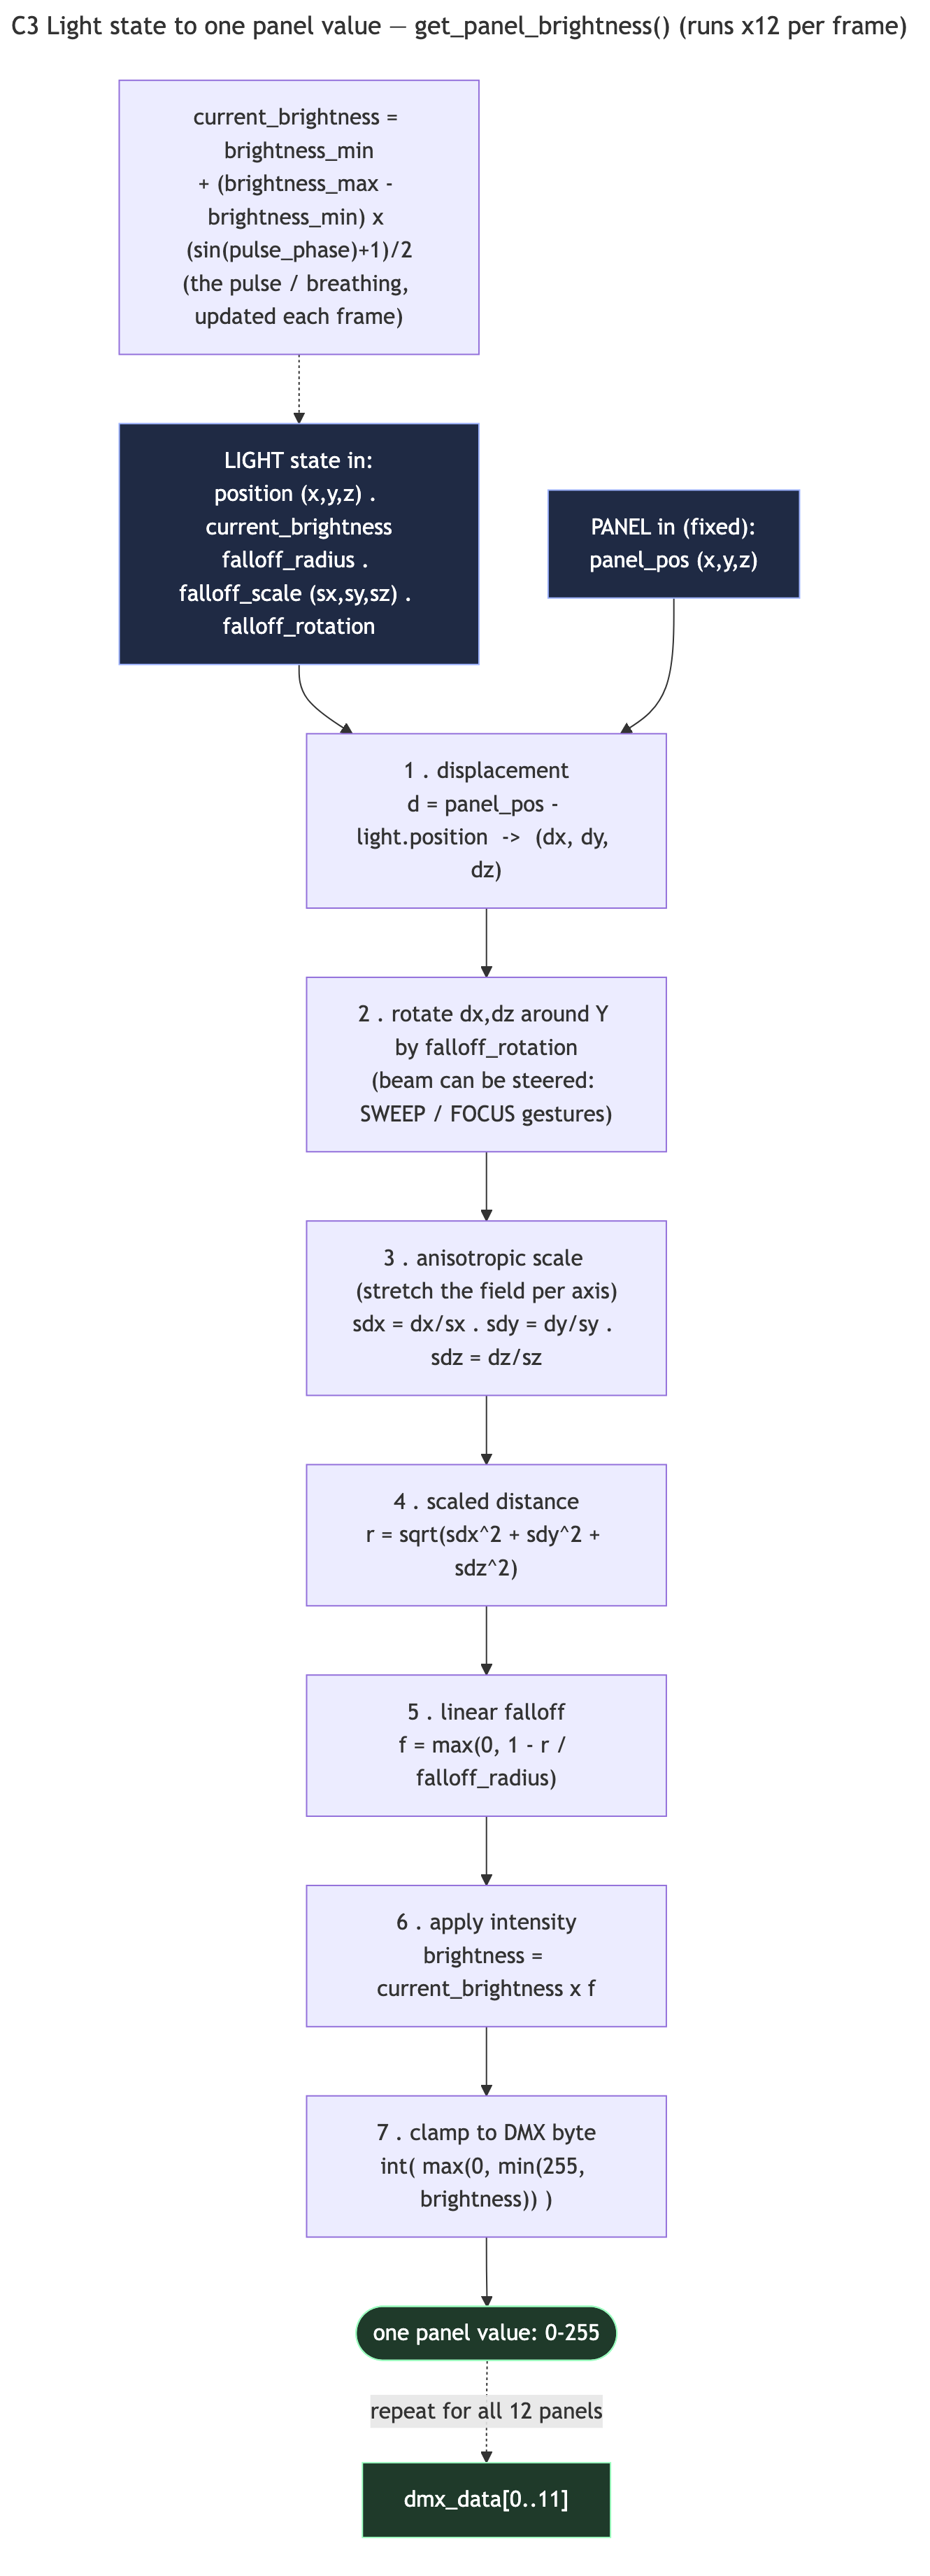 C3 Light state to one panel value — get_panel_brightness() (runs x12 per frame)
current_brightness =
brightness_min
+ (brightness_max -
brightness_min) x
(sin(pulse_phase)+1)/2
(the pulse / breathing,
updated each frame)
LIGHT state in:
position (x,y,z) .
current_brightness
falloff_radius .
falloff_scale (sx,sy,sz) .
falloff_rotation
PANEL in (fixed):
panel_pos (x,y,z)
1 . displacement
d = panel_pos -
light.position -> (dx, dy,
dz)
2 . rotate dx,dz around Y
by falloff_rotation
(beam can be steered:
SWEEP / FOCUS gestures)
3 . anisotropic scale
(stretch the field per axis)
sdx = dx/sx . sdy = dy/sy .
sdz = dz/sz
4 . scaled distance
r = sqrt(sdx^2 + sdy^2 +
sdz^2)
5 . linear falloff
f = max(0, 1 - r /
falloff_radius)
6 . apply intensity
brightness =
current_brightness x f
7 . clamp to DMX byte
int( max(0, min(255,
brightness)) )
one panel value: 0-255
repeat for all 12 panels
dmx_data[0..11]